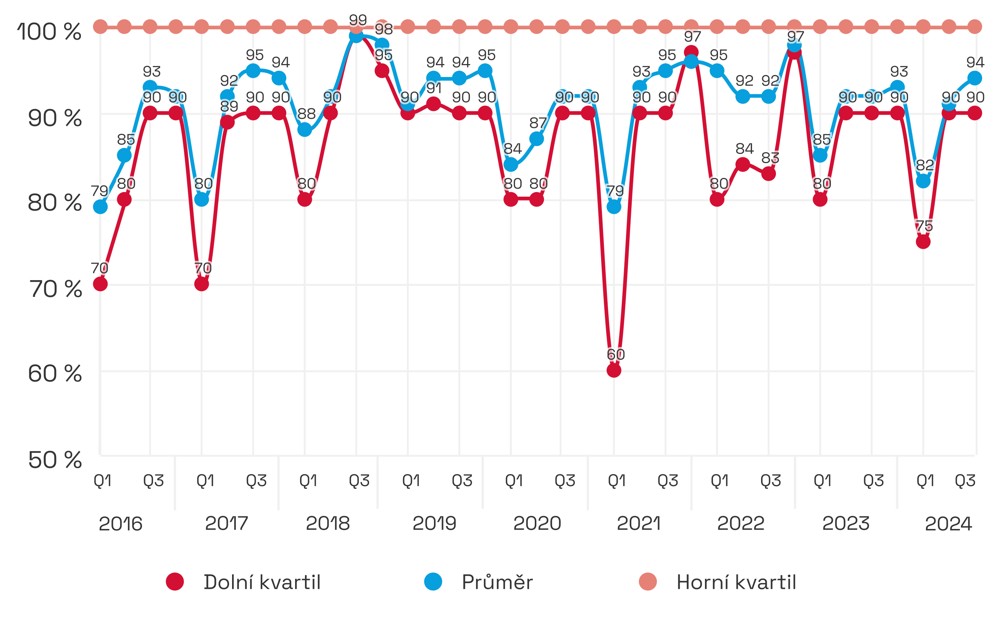 100 %
90 %
80 %
70 %
60 %
50 %
79 85 93 90 80 92 95 94 88 90 99 98 90 94 94 95 84 87 90 90 79 93 95 97 95 92 92 97 85 90 90 93 82 90 94
70 80 90 70 89 90 90 80 95 91 90 90 80 80 60 90 90 80 84 83 80 90 75 90
Q1 Q3 Q1 Q3 Q1 Q3 Q1 Q3 Q1 Q3 Q1 Q3 Q1 Q3 Q1 Q3 Q1 Q3
2016 2017 2018 2019 2020 2021 2022 2023 2024
Dolní kvartil Průměr Horní kvartil